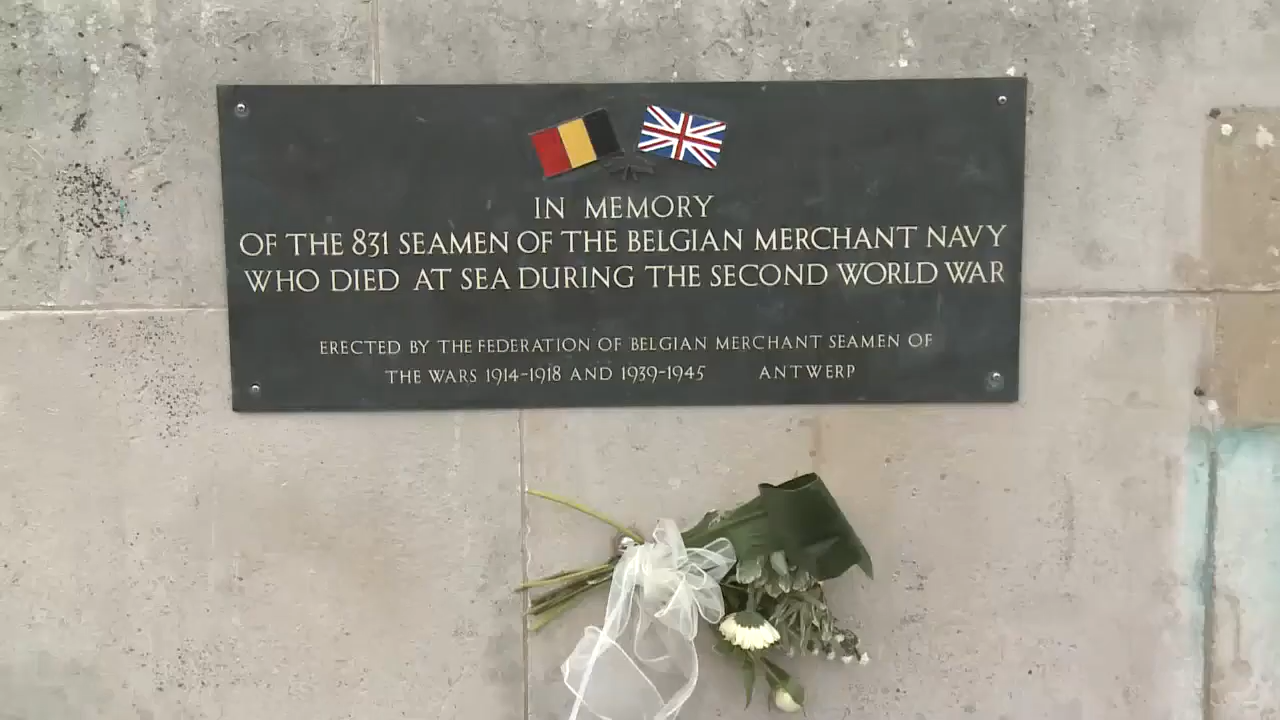 IN MEMORY
OF THE 831 SEAMEN OF THE BELGIAN MERCHANT NAVY
WHO DIED AT SEA DURING THE SECOND WORLD WAR
ERECTED BY THE FEDERATION OF BELGIAN MERCHANT SEAMEN OF
THE WARS 1914-1918 AND 1939-1945 ANTWERP